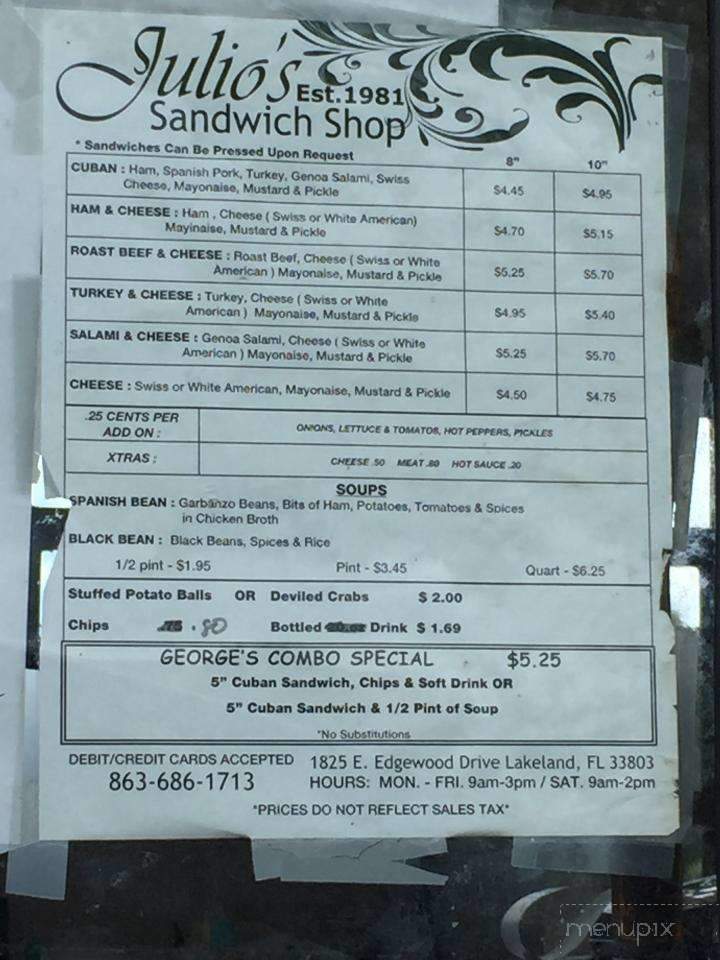 Julio's
Est.1981
Sandwich Shop
* Sandwiches Can Be Pressed Upon Request 8" 10"
CUBAN : Ham, Spanish Pork, Turkey, Genoa Salami, Swiss
Cheese, Mayonaise, Mustard & Pickle $4.45 $4.95
HAM & CHEESE : Ham , Cheese ( Swiss or White American)
Mayinaise, Mustard & Pickle $4.70 $5.15
ROAST BEEF & CHEESE : Roast Beef, Cheese ( Swiss or White
American ) Mayonaise, Mustard & Pickle $5.25 $5.70
TURKEY & CHEESE : Turkey, Cheese ( Swiss or White
American ) Mayonaise, Mustard & Pickle $4.95 $5.40
SALAMI & CHEESE : Genoa Salami, Cheese ( Swiss or White
American ) Mayonaise, Mustard & Pickle $5.25 $5.70
CHEESE : Swiss or White American, Mayonaise, Mustard & Pickle $4.50 $4.75
.25 CENTS PER
ADD ON : ONIONS, LETTUCE & TOMATOS, HOT PEPPERS, PICKLES
XTRAS : CHEESE .50 MEAT .80 HOT SAUCE .20
SOUPS
SPANISH BEAN : Garbanzo Beans, Bits of Ham, Potatoes, Tomatoes & Spices
in Chicken Broth
BLACK BEAN : Black Beans, Spices & Rice
1/2 pint - $1.95 Pint - $3.45 Quart - $6.25
Stuffed Potato Balls OR Deviled Crabs $ 2.00
Chips .75 .80 Bottled 20.oz Drink $ 1.69
GEORGE'S COMBO SPECIAL $5.25
5" Cuban Sandwich, Chips & Soft Drink OR
5" Cuban Sandwich & 1/2 Pint of Soup
*No Substitutions
DEBIT/CREDIT CARDS ACCEPTED 1825 E. Edgewood Drive Lakeland, FL 33803
863-686-1713 HOURS: MON. - FRI. 9am-3pm / SAT. 9am-2pm
*PRICES DO NOT REFLECT SALES TAX*
menupix